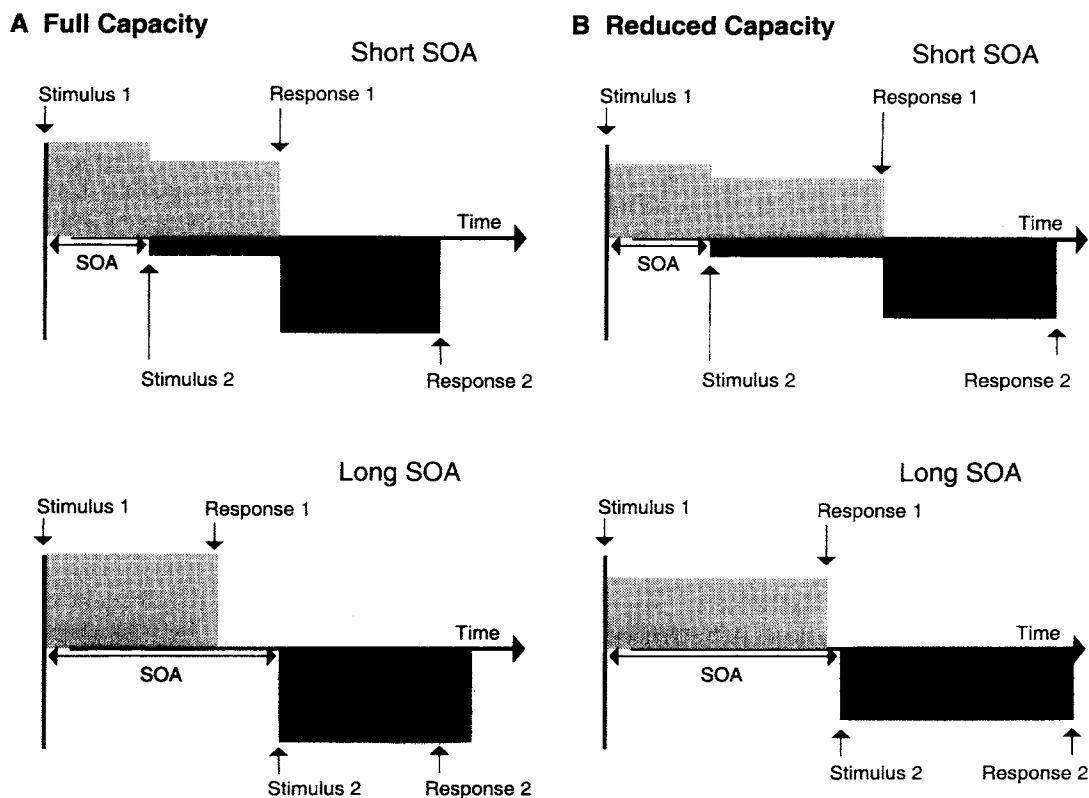 A Full Capacity
Short SOA
Stimulus 1
Response 1
Time
SOA
Stimulus 2
Response 2
Long SOA
Stimulus 1
Response 1
Time
SOA
Stimulus 2
Response 2
B Reduced Capacity
Short SOA
Stimulus 1
Response 1
Time
SOA
Stimulus 2
Response 2
Long SOA
Stimulus 1
Response 1
Time
SOA
Stimulus 2
Response 2